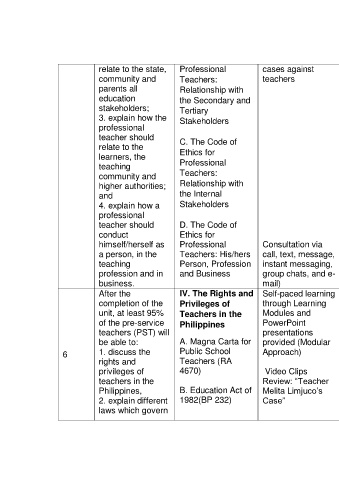 relate to the state,
community and
parents all
education
stakeholders;
3. explain how the
professional
teacher should
relate to the
learners, the
teaching
community and
higher authorities;
and
4. explain how a
professional
teacher should
conduct
himself/herself as
a person, in the
teaching
profession and in
business.
Professional
Teachers:
Relationship with
the Secondary and
Tertiary
Stakeholders
C. The Code of
Ethics for
Professional
Teachers:
Relationship with
the Internal
Stakeholders
D. The Code of
Ethics for
Professional
Teachers: His/hers
Person, Profession
and Business
cases against
teachers
Consultation via
call, text, message,
instant messaging,
group chats, and e-
mail)
6
After the
completion of the
unit, at least 95%
of the pre-service
teachers (PST) will
be able to:
1. discuss the
rights and
privileges of
teachers in the
Philippines,
2. explain different
laws which govern
IV. The Rights and
Privileges of
Teachers in the
Philippines
A. Magna Carta for
Public School
Teachers (RA
4670)
B. Education Act of
1982(BP 232)
Self-paced learning
through Learning
Modules and
PowerPoint
presentations
provided (Modular
Approach)
Video Clips
Review: "Teacher
Melita Limjuco's
Case"